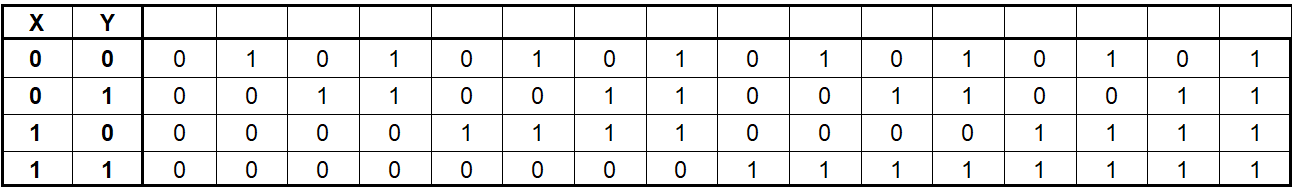 X Y
0 0 0 1 0 1 0 1 0 1 0 1 0 1 0 1 0 1
0 1 0 0 1 1 0 0 1 1 0 0 1 1 0 0 1 1
1 0 0 0 0 0 1 1 1 1 0 0 0 0 1 1 1 1
1 1 0 0 0 0 0 0 0 0 1 1 1 1 1 1 1 1